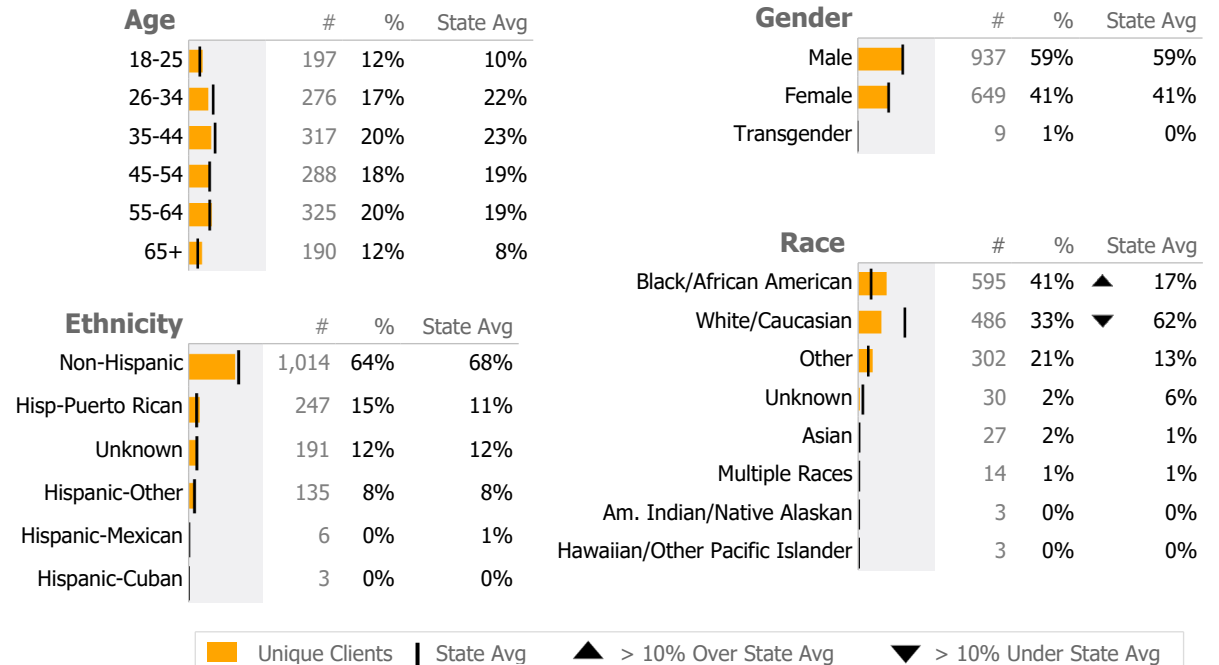 Age # % State Avg
18-25 197 12% 10%
26-34 276 17% 22%
35-44 317 20% 23%
45-54 288 18% 19%
55-64 325 20% 19%
65+ 190 12% 8%
Ethnicity # % State Avg
Non-Hispanic 1,014 64% 68%
Hisp-Puerto Rican 247 15% 11%
Unknown 191 12% 12%
Hispanic-Other 135 8% 8%
Hispanic-Mexican 6 0% 1%
Hispanic-Cuban 3 0% 0%
Gender # % State Avg
Male 937 59% 59%
Female 649 41% 41%
Transgender 9 1% 0%
Race # % State Avg
Black/African American 595 41% ▲ 17%
White/Caucasian 486 33% ▼ 62%
Other 302 21% 13%
Unknown 30 2% 6%
Asian 27 2% 1%
Multiple Races 14 1% 1%
Am. Indian/Native Alaskan 3 0% 0%
Hawaiian/Other Pacific Islander 3 0% 0%
Unique Clients State Avg ▲ > 10% Over State Avg ▼ > 10% Under State Avg